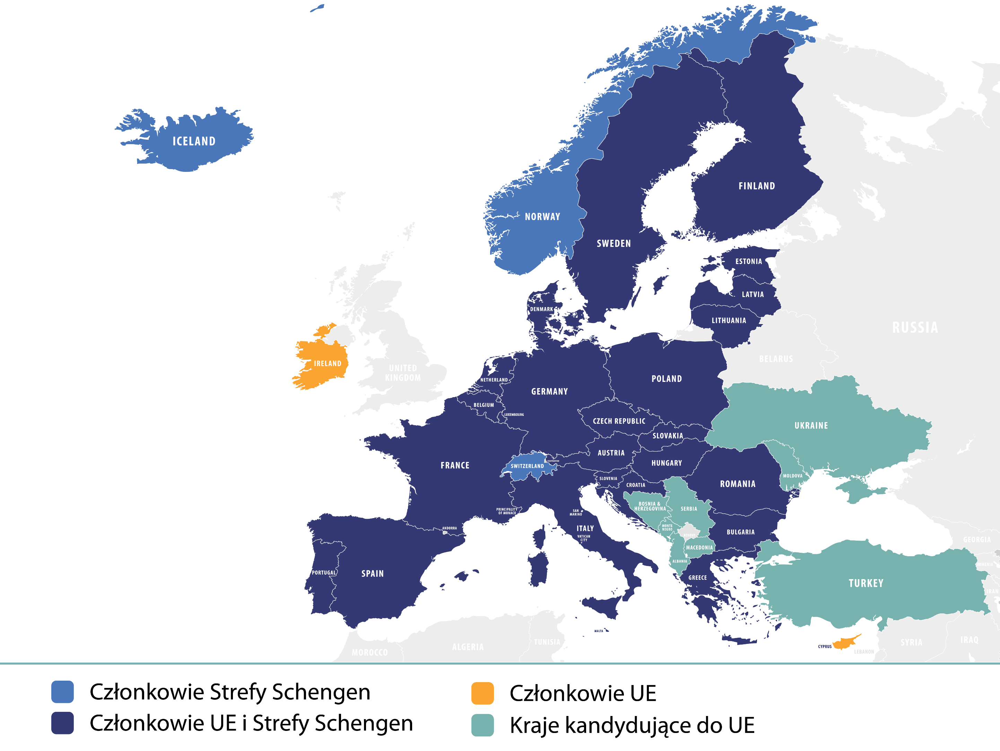 ICELAND
FINLAND
NORWAY
SWEDEN
ESTONIA
LATVIA
DENMARK
LITHUANIA
RUSSIA
BELARUS
IRELAND
UNITED
KINGDOM
NETHERLAND
POLAND
GERMANY
BELGIUM
LUXEMBOURG
CZECH REPUBLIC
UKRAINE
SLOVAKIA
AUSTRIA
LIECHTENSTEIN
HUNGARY
FRANCE
SWITZERLAND
SLOVENIA
MOLDOVA
CROATIA
ROMANIA
BOSNIA &
HERZEGOVINA
SERBIA
PRINCIPALITY
OF MONACO
SAN
MARINO
ANDORRA
ITALY
MONTE
NEGRO
KOSOVO
BULGARIA
VATICAN
CITY
GEORGIA
MACEDONIA
ALBANIA
ARMENIA
PORTUGAL
SPAIN
GREECE
TURKEY
IRAN
MALTA
CYPRUS
LEBANON
SYRIA
IRAQ
MOROCCO
ALGERIA
TUNISIA
Członkowie Strefy Schengen
Członkowie UE
Członkowie UE i Strefy Schengen
Kraje kandydujące do UE